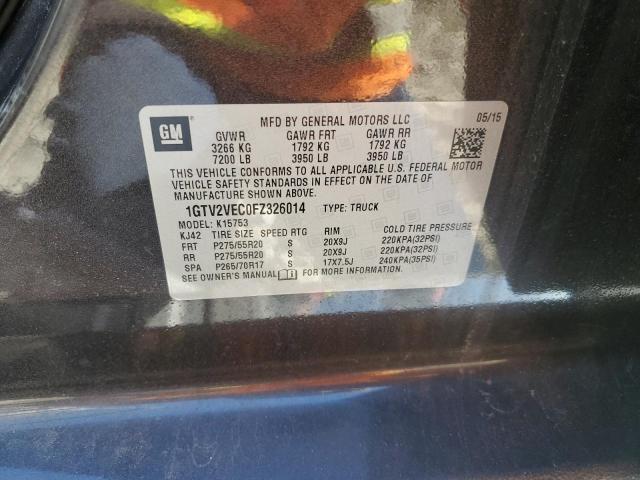 GM
MFD BY GENERAL MOTORS LLC 05/15
GVWR GAWR FRT GAWR RR
3266 KG 1792 KG 1792 KG
7200 LB 3950 LB 3950 LB
THIS VEHICLE CONFORMS TO ALL APPLICABLE U.S. FEDERAL MOTOR
VEHICLE SAFETY STANDARDS IN EFFECT ON THE DATE OF
MANUFACTURE SHOWN ABOVE.
1GTV2VEC0FZ326014 TYPE: TRUCK
MODEL: K15753
KJ42 TIRE SIZE SPEED RTG RIM COLD TIRE PRESSURE
FRT P275/55R20 S 20X9J 220KPA(32PSI)
RR P275/55R20 S 20X9J 220KPA(32PSI)
SPA P265/70R17 S 17X7.5J 240KPA(35PSI)
SEE OWNER'S MANUAL FOR MORE INFORMATION.